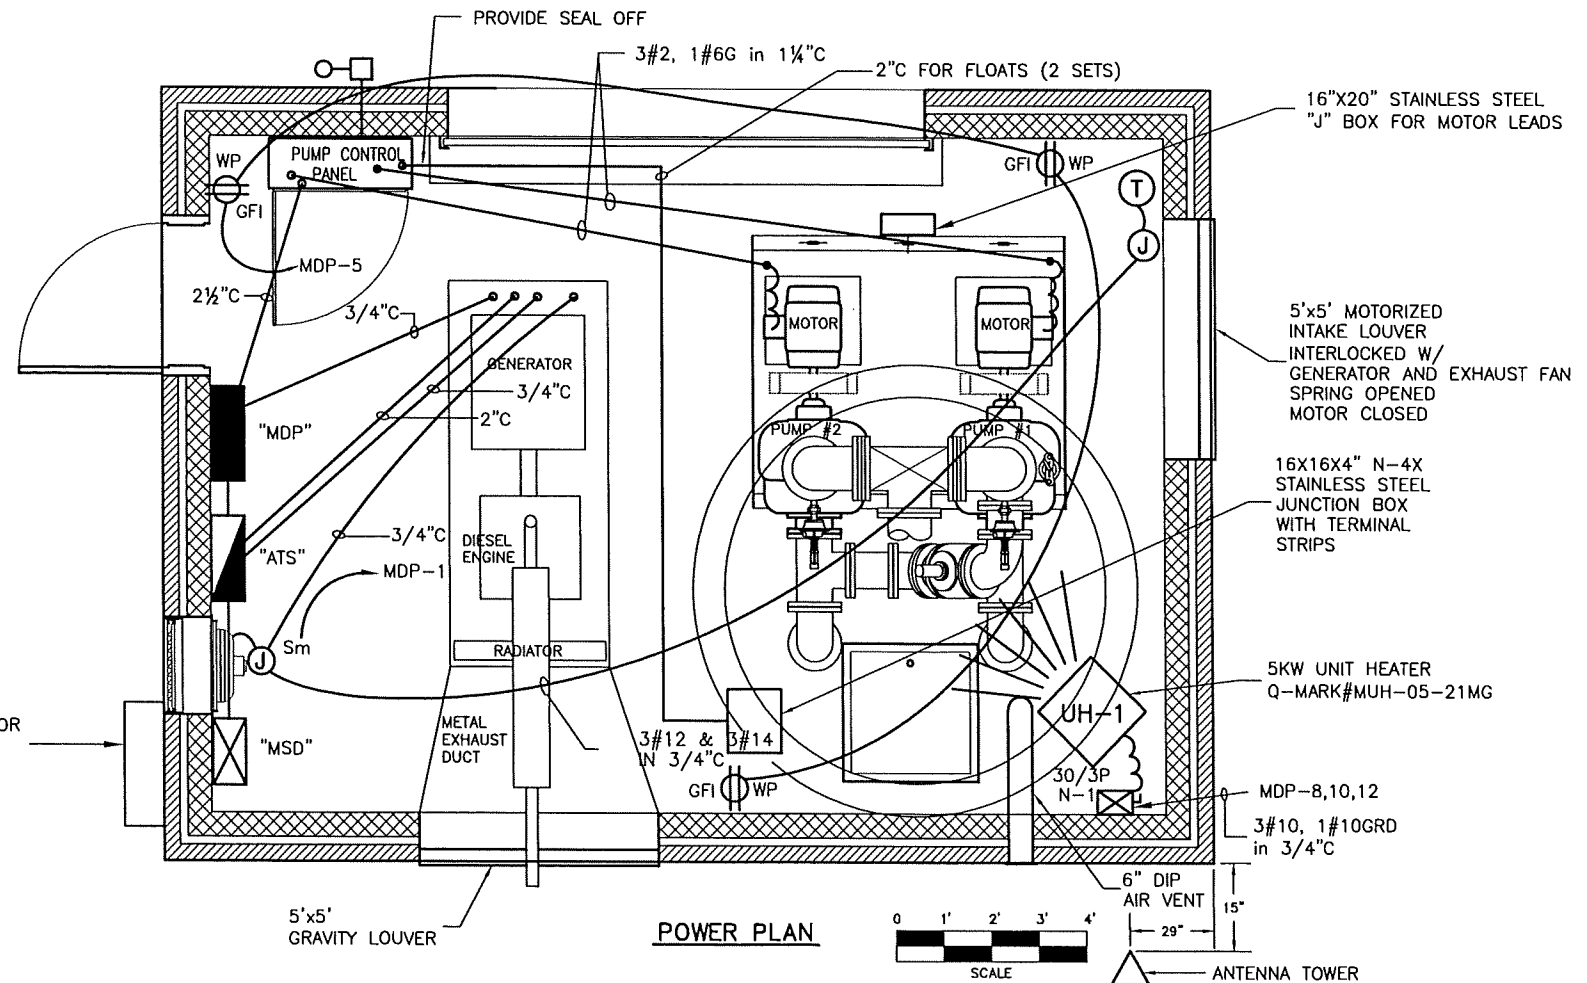 PROVIDE SEAL OFF
3#2, 1#6G in 1¼"C
2"C FOR FLOATS (2 SETS)
16"X20" STAINLESS STEEL
"J" BOX FOR MOTOR LEADS
WP
GFI
PUMP CONTROL
PANEL
GFI
WP
T
J
MDP-5
2½"C
3/4"C
MOTOR
MOTOR
5'x5' MOTORIZED
INTAKE LOUVER
INTERLOCKED W/
GENERATOR AND EXHAUST FAN
SPRING OPENED
MOTOR CLOSED
GENERATOR
3/4"C
2"C
"MDP"
PUMP #2
PUMP #1
16X16X4" N-4X
STAINLESS STEEL
JUNCTION BOX
WITH TERMINAL
STRIPS
"ATS"
3/4"C
DIESEL
ENGINE
MDP-1
Sm
J
RADIATOR
5KW UNIT HEATER
Q-MARK#MUH-05-21MG
UH-1
OR
"MSD"
METAL
EXHAUST
DUCT
3#12 & 3#14
IN 3/4"C
GFI
WP
30/3P
N-1
MDP-8,10,12
3#10, 1#10GRD
in 3/4"C
6" DIP
AIR VENT
15"
29"
5'x5'
GRAVITY LOUVER
POWER PLAN
0 1' 2' 3' 4'
SCALE
ANTENNA TOWER